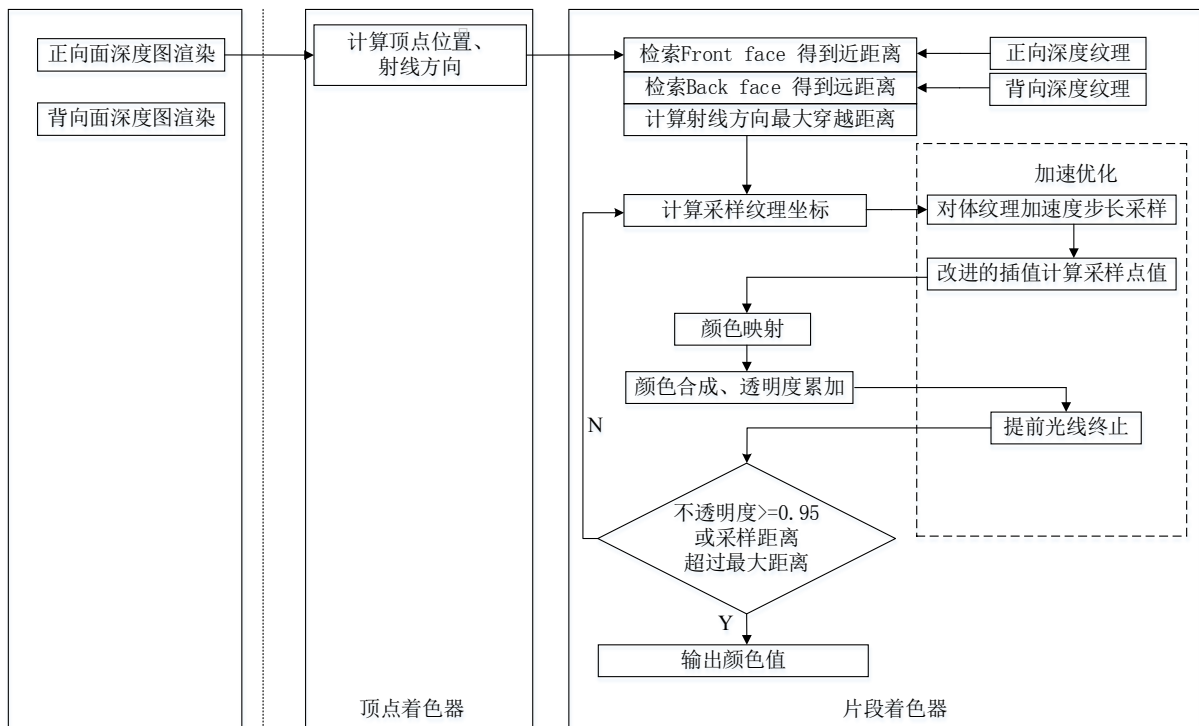 正向面深度图渲染
背向面深度图渲染
计算顶点位置、
射线方向
顶点着色器
检索Front face 得到近距离
检索Back face 得到远距离
计算射线方向最大穿越距离
正向深度纹理
背向深度纹理
加速优化
计算采样纹理坐标
对体纹理加速度步长采样
改进的插值计算采样点值
颜色映射
颜色合成、透明度累加
提前光线终止
N
不透明度>=0.95
或采样距离
超过最大距离
Y
输出颜色值
片段着色器